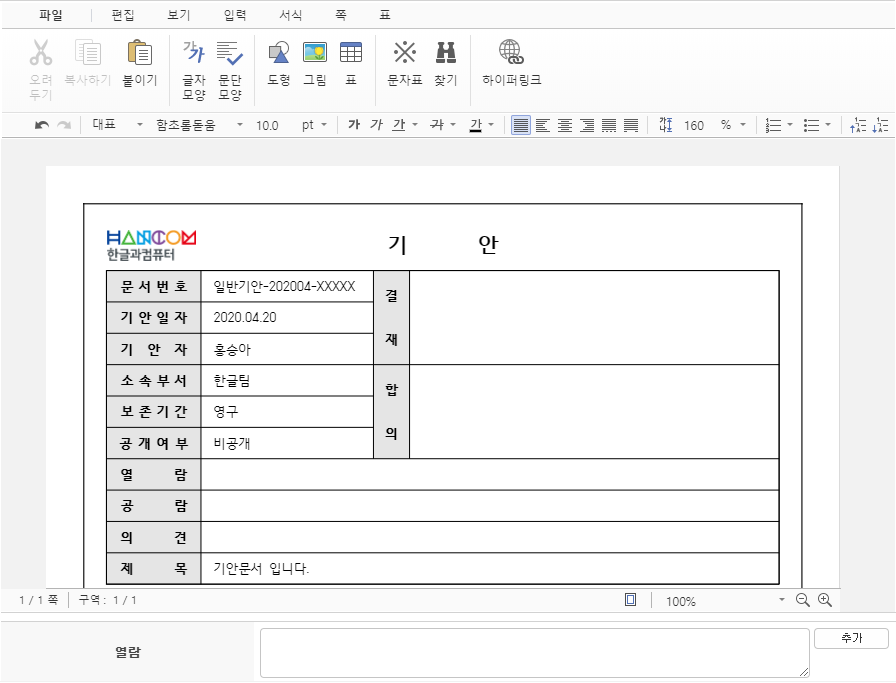 파일 편집 보기 입력 서식 쪽 표
오려 두기 복사하기 붙이기 글자 모양 문단 모양 도형 그림 표 문자표 찾기 하이퍼링크
대표 함초롬돋움 10.0 pt 가 가 가 가 가 160 %
HANCOM
한글과컴퓨터
기 안
문서번호 일반기안-202004-XXXXX 결재
기안일자 2020.04.20
기 안 자 홍승아
소속부서 한글팀 합의
보존기간 영구
공개여부 비공개
열 람
공 람
의 견
제 목 기안문서 입니다.
1 / 1 쪽 구역 : 1 / 1 100%
열람 추가